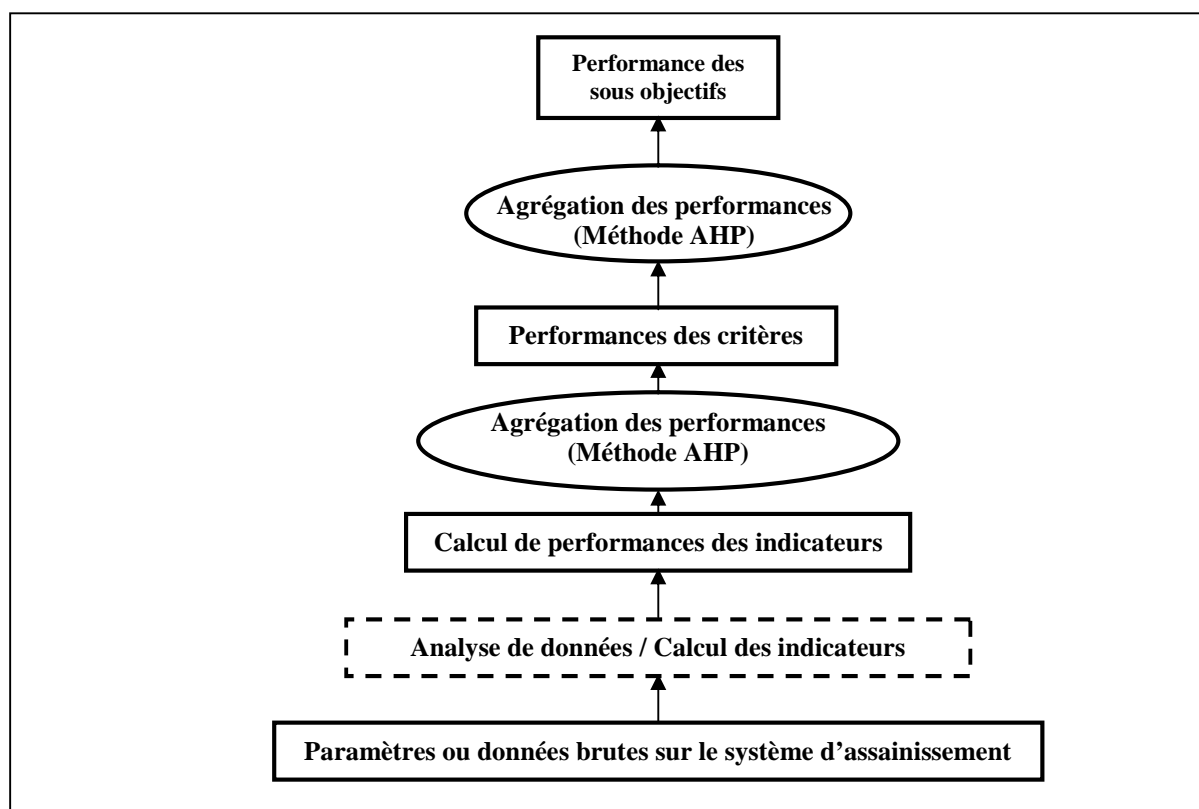 Performance des
sous objectifs
Agrégation des performances
(Méthode AHP)
Performances des critères
Agrégation des performances
(Méthode AHP)
Calcul de performances des indicateurs
Analyse de données / Calcul des indicateurs
Paramètres ou données brutes sur le système d’assainissement